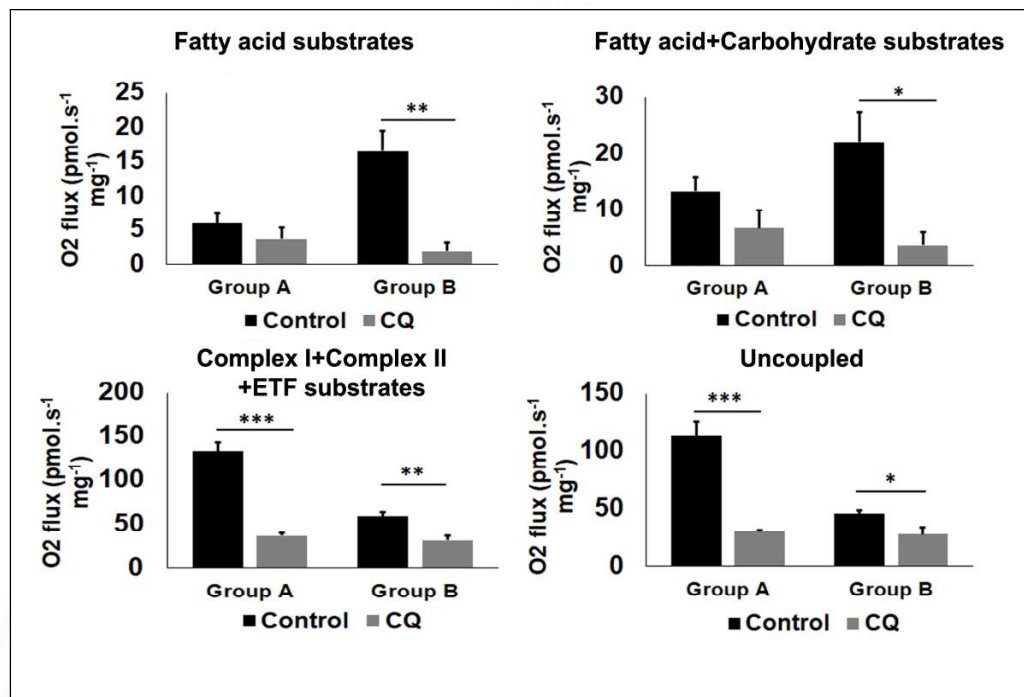 Fatty acid substrates
O2 flux (pmol.s-1
mg-1)
25
20
15
10
5
0
**
Group A
Group B
Control
CQ
Fatty acid+Carbohydrate substrates
O2 flux (pmol.s-1
mg-1)
30
20
10
0
*
Group A
Group B
Control
CQ
Complex I+Complex II
+ETF substrates
O2 flux (pmol.s-1
mg-1)
200
150
100
50
0
***
**
Group A
Group B
Control
CQ
Uncoupled
O2 flux (pmol.s-1
mg-1)
150
100
50
0
***
*
Group A
Group B
Control
CQ